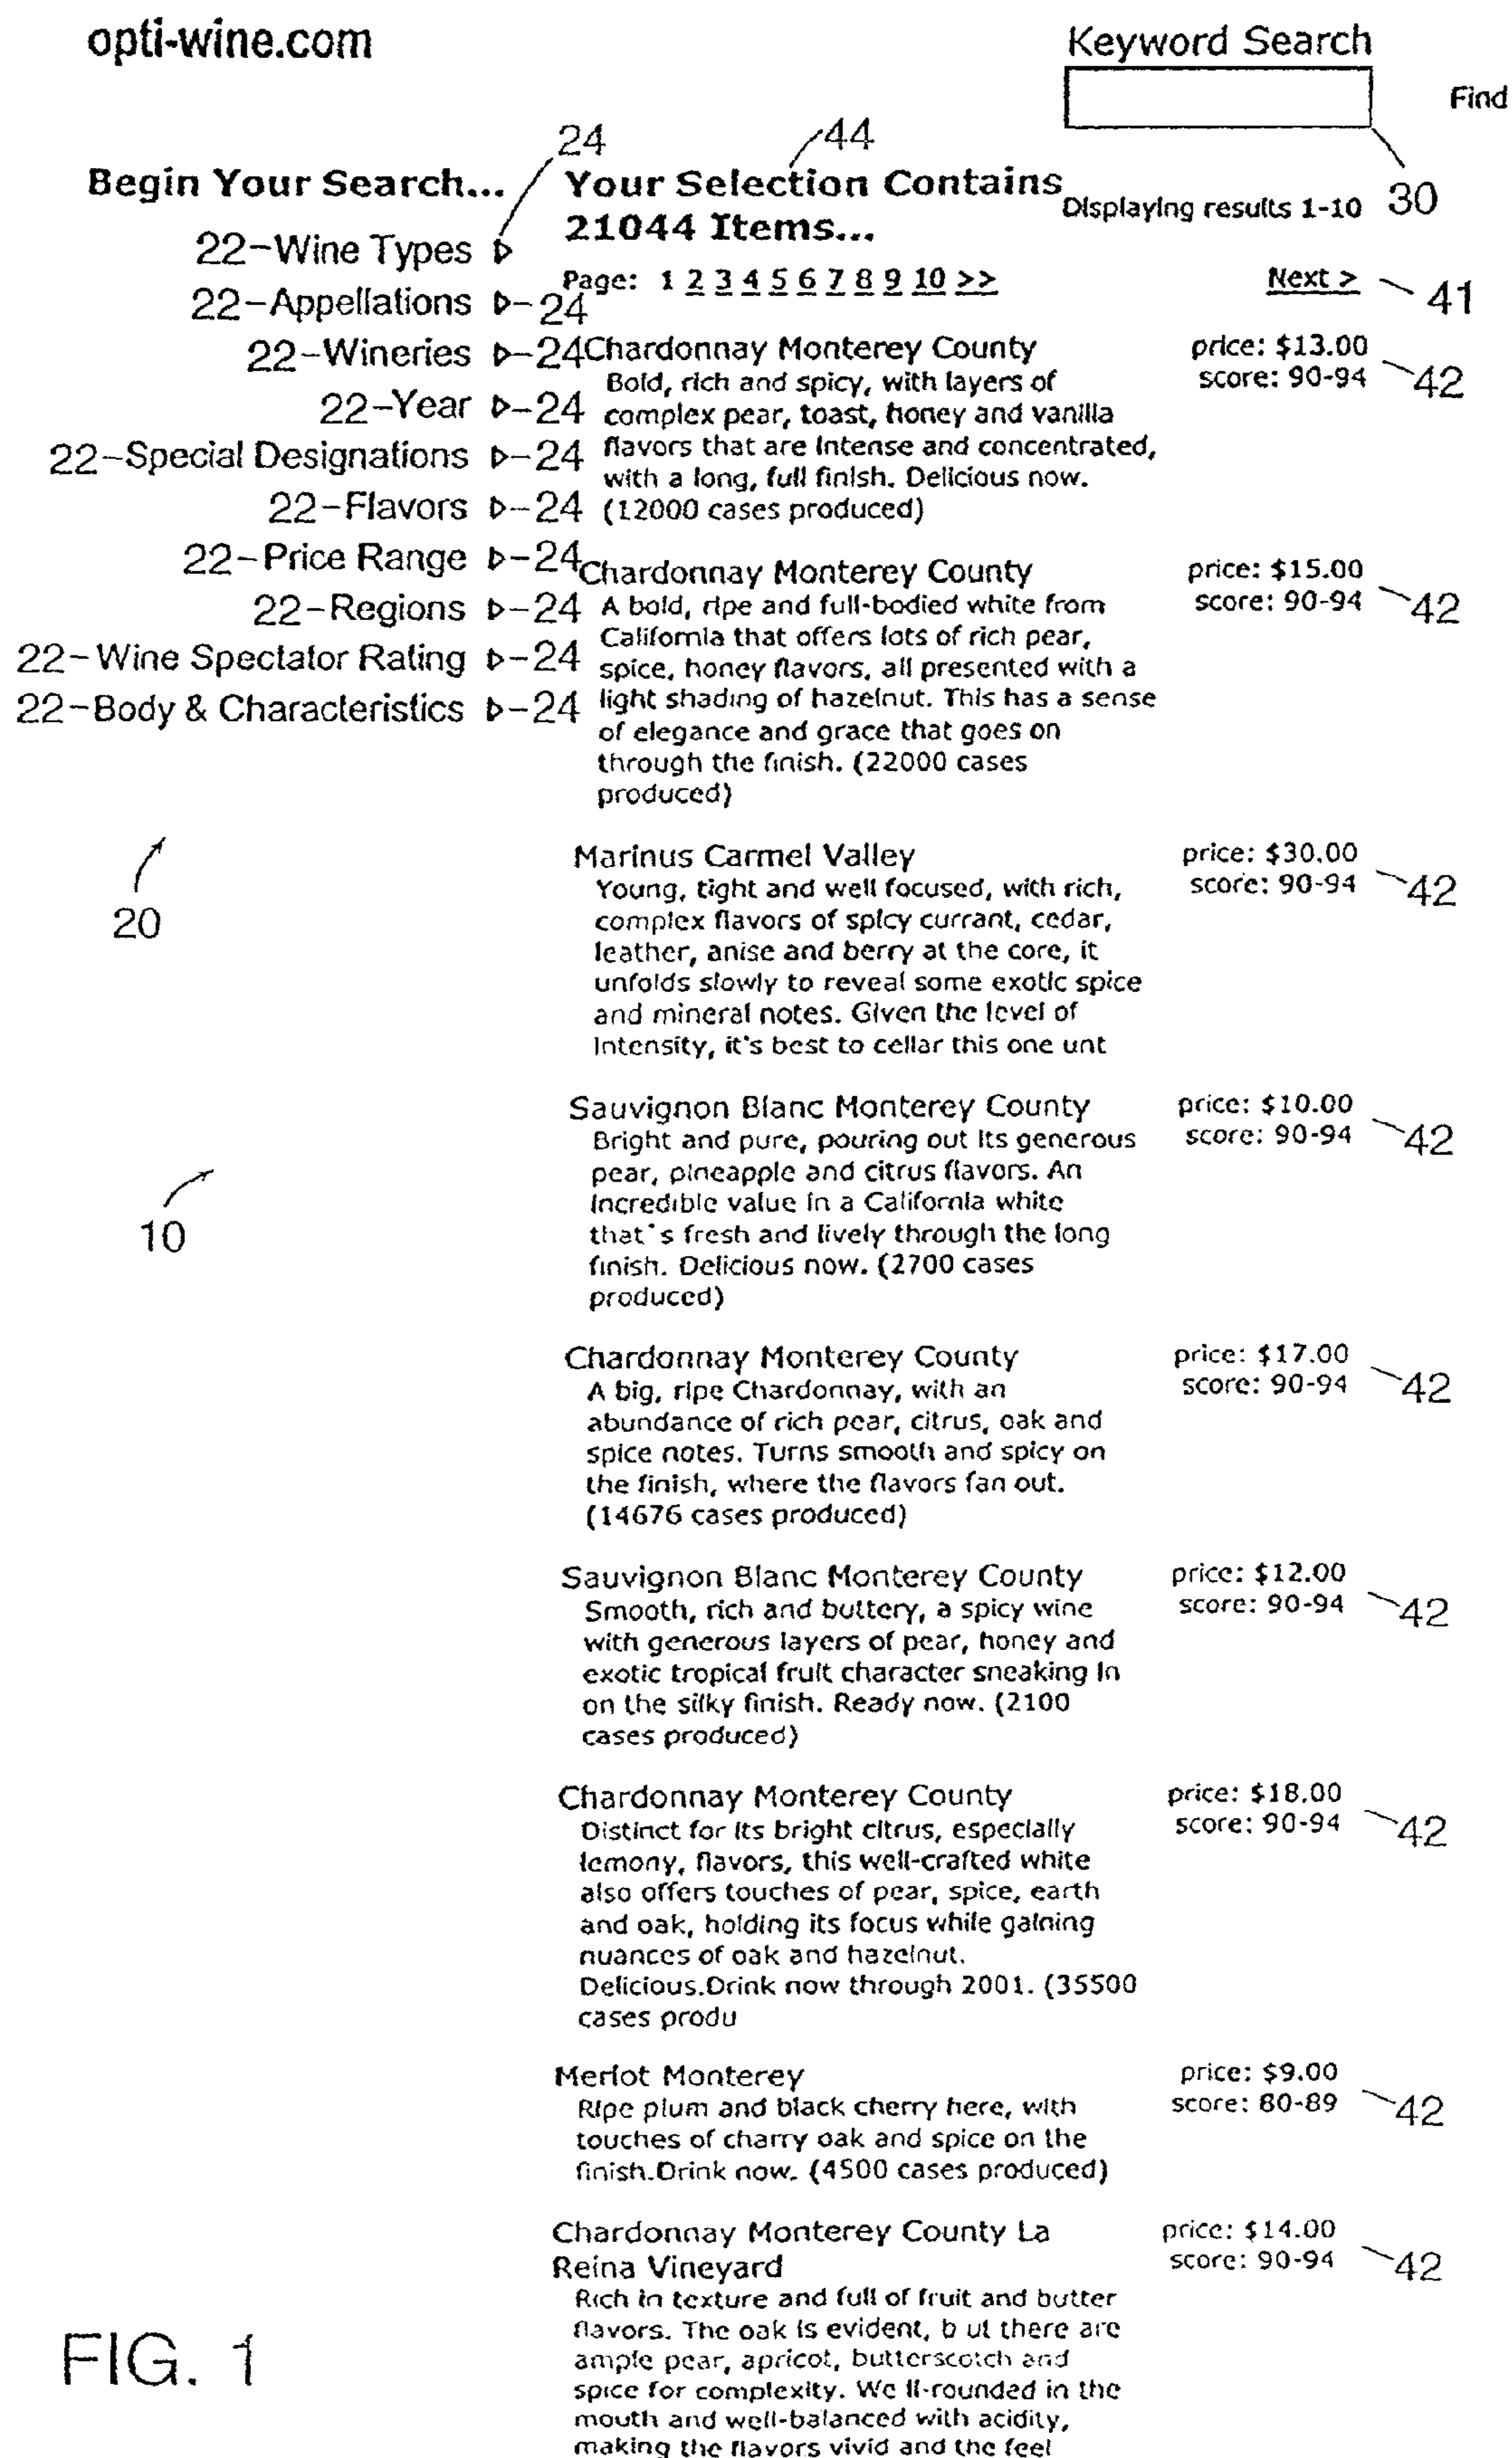 opti-wine.com
Keyword Search
Find
30
24
44
Begin Your Search...
22-Wine Types
22-Appellations -24
22-Wineries -24
22-Year -24
22-Special Designations -24
22-Flavors -24
22-Price Range -24
22-Regions -24
22-Wine Spectator Rating -24
22-Body & Characteristics -24
20
10
Your Selection Contains
21044 Items...
Displaying results 1-10
Page: 1 2 3 4 5 6 7 8 9 10 >>
Next > 41
Chardonnay Monterey County
price: $13.00
score: 90-94 42
Bold, rich and spicy, with layers of
complex pear, toast, honey and vanilla
flavors that are intense and concentrated,
with a long, full finish. Delicious now.
(12000 cases produced)
Chardonnay Monterey County
price: $15.00
score: 90-94 42
A bold, ripe and full-bodied white from
California that offers lots of rich pear,
spice, honey flavors, all presented with a
light shading of hazelnut. This has a sense
of elegance and grace that goes on
through the finish. (22000 cases
produced)
Marinus Carmel Valley
price: $30.00
score: 90-94 42
Young, tight and well focused, with rich,
complex flavors of spicy currant, cedar,
leather, anise and berry at the core, it
unfolds slowly to reveal some exotic spice
and mineral notes. Given the level of
intensity, it's best to cellar this one unt
Sauvignon Blanc Monterey County
price: $10.00
score: 90-94 42
Bright and pure, pouring out its generous
pear, pineapple and citrus flavors. An
incredible value in a California white
that's fresh and lively through the long
finish. Delicious now. (2700 cases
produced)
Chardonnay Monterey County
price: $17.00
score: 90-94 42
A big, ripe Chardonnay, with an
abundance of rich pear, citrus, oak and
spice notes. Turns smooth and spicy on
the finish, where the flavors fan out.
(14676 cases produced)
Sauvignon Blanc Monterey County
price: $12.00
score: 90-94 42
Smooth, rich and buttery, a spicy wine
with generous layers of pear, honey and
exotic tropical fruit character sneaking in
on the silky finish. Ready now. (2100
cases produced)
Chardonnay Monterey County
price: $18.00
score: 90-94 42
Distinct for its bright citrus, especially
lemony, flavors, this well-crafted white
also offers touches of pear, spice, earth
and oak, holding its focus while gaining
nuances of oak and hazelnut.
Delicious.Drink now through 2001. (35500
cases produ
Merlot Monterey
price: $9.00
score: 80-89 42
Ripe plum and black cherry here, with
touches of charry oak and spice on the
finish.Drink now. (4500 cases produced)
Chardonnay Monterey County La
Reina Vineyard
price: $14.00
score: 90-94 42
Rich in texture and full of fruit and butter
flavors. The oak is evident, b ut there are
ample pear, apricot, butterscotch and
spice for complexity. We ll-rounded in the
mouth and well-balanced with acidity,
making the flavors vivid and the feel
FIG. 1